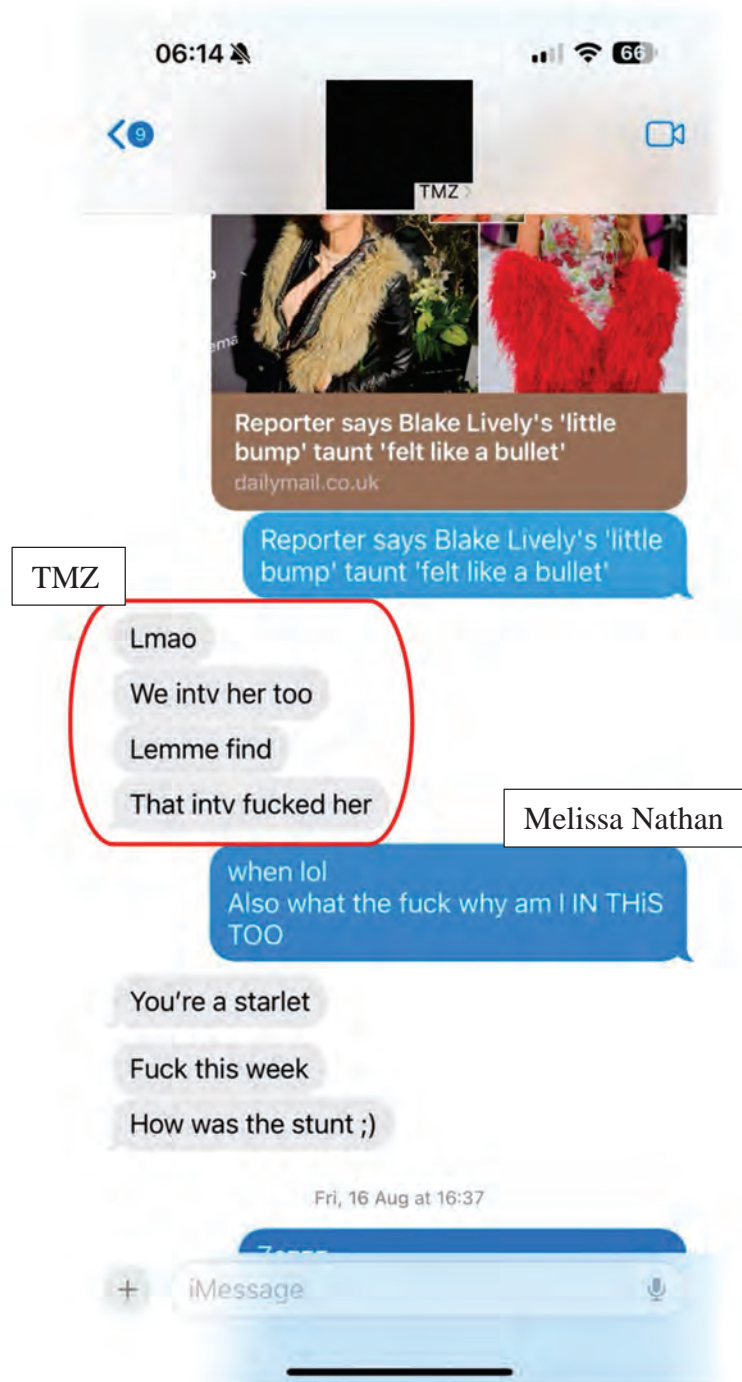 06:14
66
9
TMZ
Reporter says Blake Lively's 'little
bump' taunt 'felt like a bullet'
dailymail.co.uk
Reporter says Blake Lively's 'little
bump' taunt 'felt like a bullet'
TMZ
Lmao
We intv her too
Lemme find
That intv fucked her
Melissa Nathan
when lol
Also what the fuck why am I IN THiS
TOO
You're a starlet
Fuck this week
How was the stunt ;)
Fri, 16 Aug at 16:37
iMessage